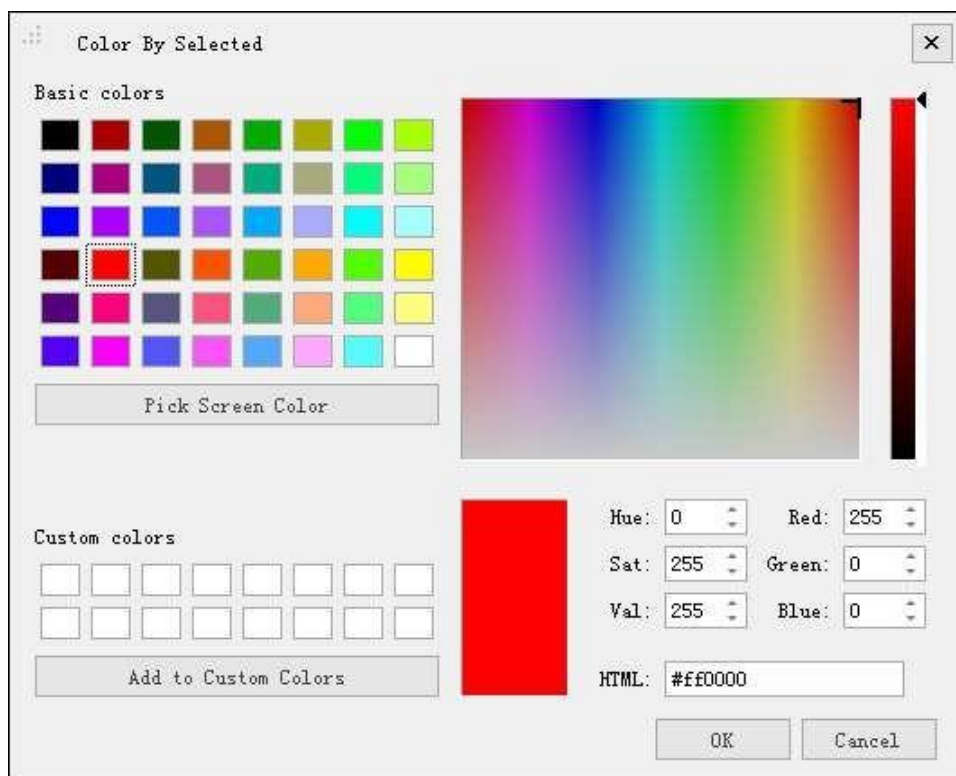 Color By Selected
Basic colors
Pick Screen Color
Custom colors
Add to Custom Colors
Hue: 0 Red: 255
Sat: 255 Green: 0
Val: 255 Blue: 0
HTML: #ff0000
OK Cancel